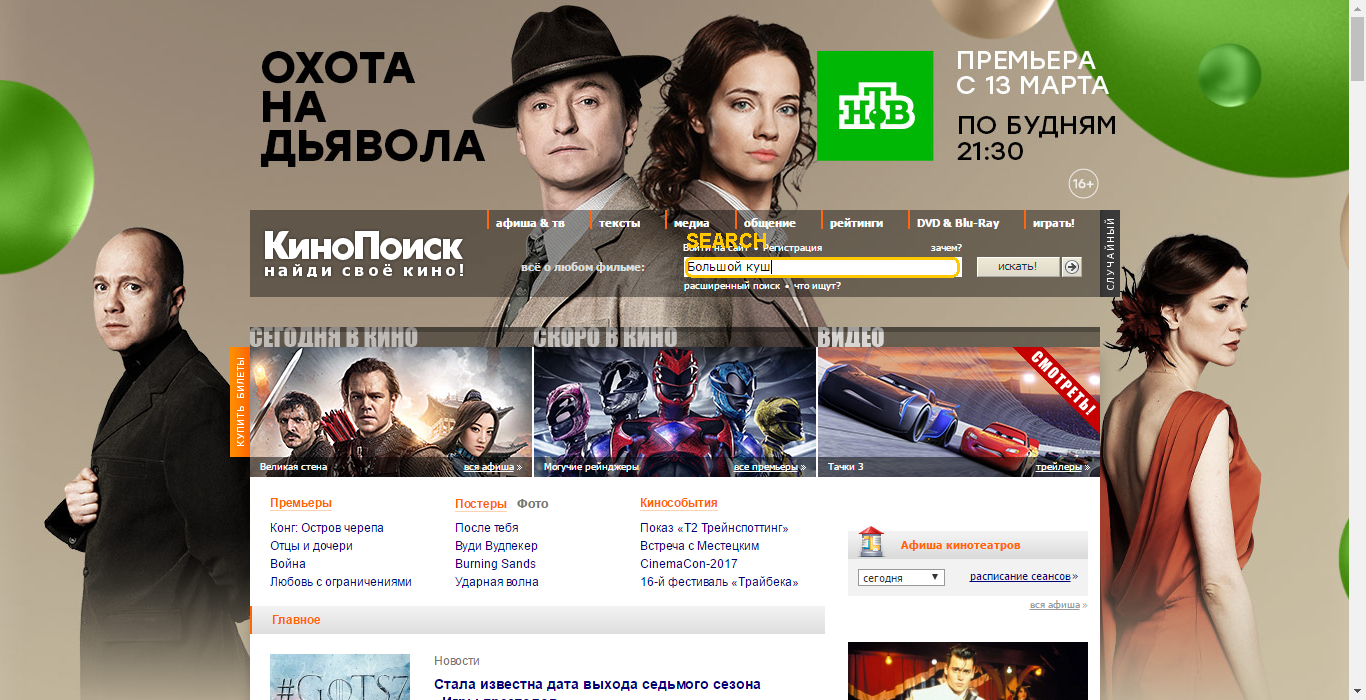 ОХОТА
НА
ДЬЯВОЛА
НТВ
ПРЕМЬЕРА
С 13 МАРТА
ПО БУДНЯМ
21:30
16+
афиша & тв
тексты
медиа
общение
рейтинги
DVD & Blu-Ray
играть!
КиноПоиск
найди своё кино!
SEARCH
Войти на сайт • Регистрация
зачем?
всё о любом фильме:
Большой куш
искать!
расширенный поиск • что ищут?
СЛУЧАЙНЫЙ
СЕГОДНЯ В КИНО
СКОРО В КИНО
ВИДЕО
КУПИТЬ БИЛЕТЫ
СМОТРЕТЬ!
Великая стена
вся афиша »
Могучие рейнджеры
все премьеры »
Тачки 3
трейлеры »
Премьеры
Конг: Остров черепа
Отцы и дочери
Война
Любовь с ограничениями
Постеры Фото
После тебя
Вуди Вудпекер
Burning Sands
Ударная волна
Кинособытия
Показ «Т2 Трейнспоттинг»
Встреча с Местецким
CinemaCon-2017
16-й фестиваль «Трайбека»
Афиша кинотеатров
сегодня
расписание сеансов »
вся афиша »
Главное
#GOTS7
Новости
Стала известна дата выхода седьмого сезона
«Игры престолов»